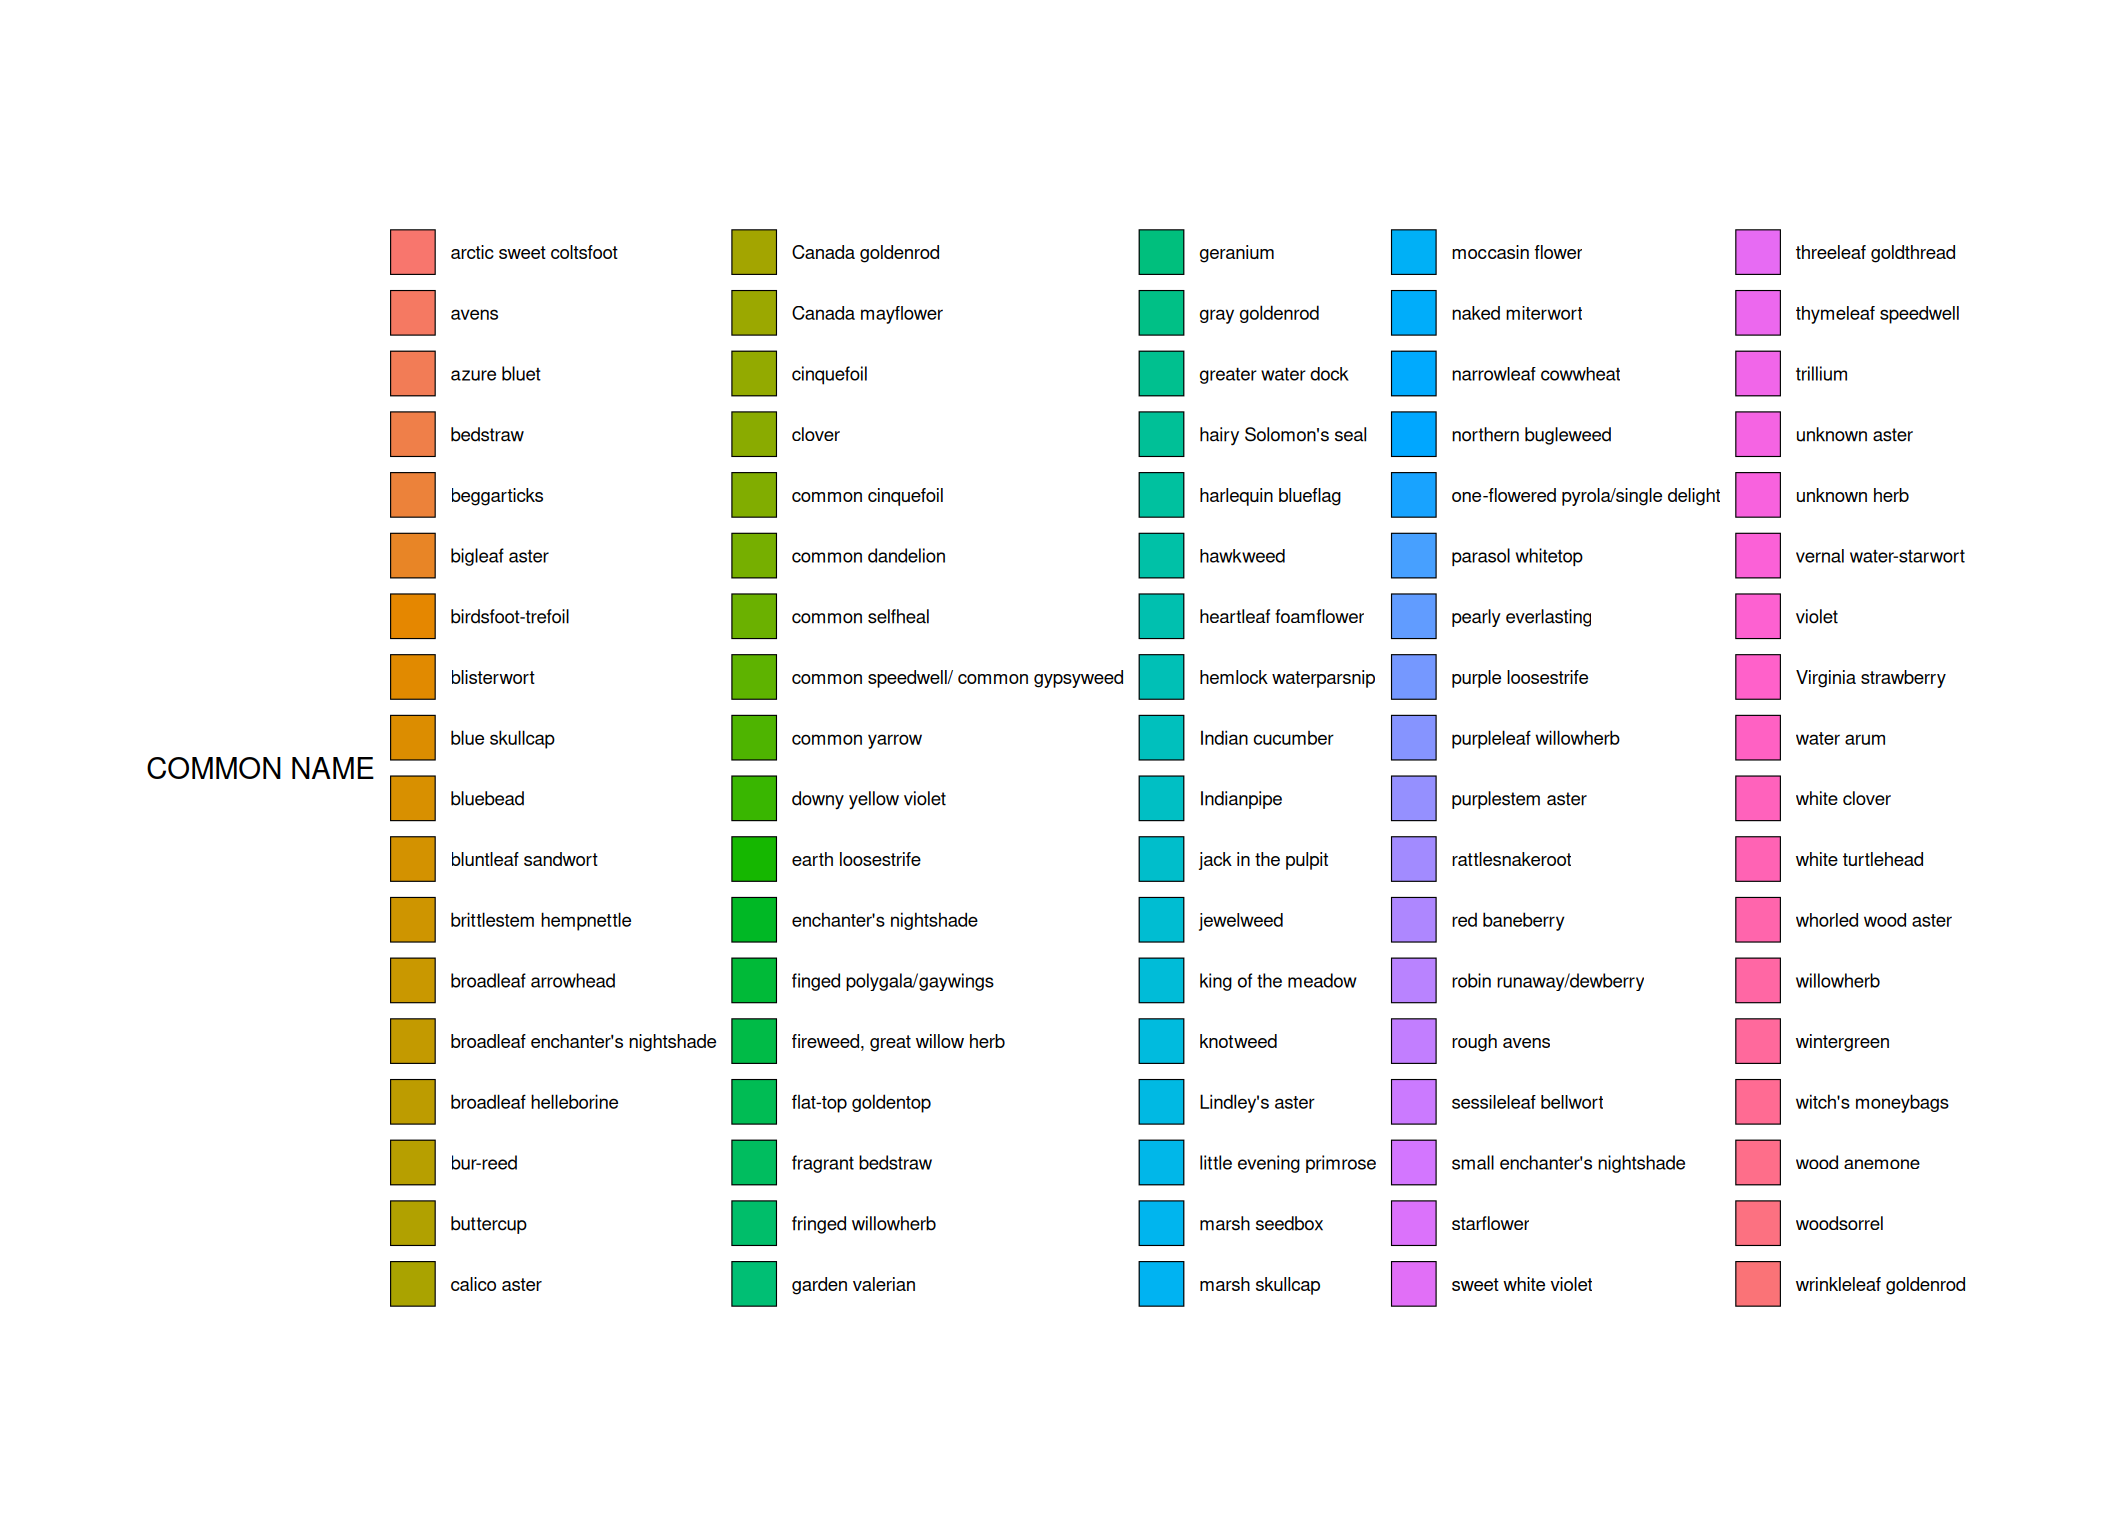 COMMON NAME
arctic sweet coltsfoot
avens
azure bluet
bedstraw
beggarticks
bigleaf aster
birdsfoot-trefoil
blisterwort
blue skullcap
bluebead
bluntleaf sandwort
brittlestem hempnettle
broadleaf arrowhead
broadleaf enchanter's nightshade
broadleaf helleborine
bur-reed
buttercup
calico aster
Canada goldenrod
Canada mayflower
cinquefoil
clover
common cinquefoil
common dandelion
common selfheal
common speedwell/ common gypsyweed
common yarrow
downy yellow violet
earth loosestrife
enchanter's nightshade
finged polygala/gaywings
fireweed, great willow herb
flat-top goldentop
fragrant bedstraw
fringed willowherb
garden valerian
geranium
gray goldenrod
greater water dock
hairy Solomon's seal
harlequin blueflag
hawkweed
heartleaf foamflower
hemlock waterparsnip
Indian cucumber
Indianpipe
jack in the pulpit
jewelweed
king of the meadow
knotweed
Lindley's aster
little evening primrose
marsh seedbox
marsh skullcap
moccasin flower
naked miterwort
narrowleaf cowwheat
northern bugleweed
one-flowered pyrola/single delight
parasol whitetop
pearly everlasting
purple loosestrife
purpleleaf willowherb
purplestem aster
rattlesnakeroot
red baneberry
robin runaway/dewberry
rough avens
sessileleaf bellwort
small enchanter's nightshade
starflower
sweet white violet
threeleaf goldthread
thymeleaf speedwell
trillium
unknown aster
unknown herb
vernal water-starwort
violet
Virginia strawberry
water arum
white clover
white turtlehead
whorled wood aster
willowherb
wintergreen
witch's moneybags
wood anemone
woodsorrel
wrinkleleaf goldenrod